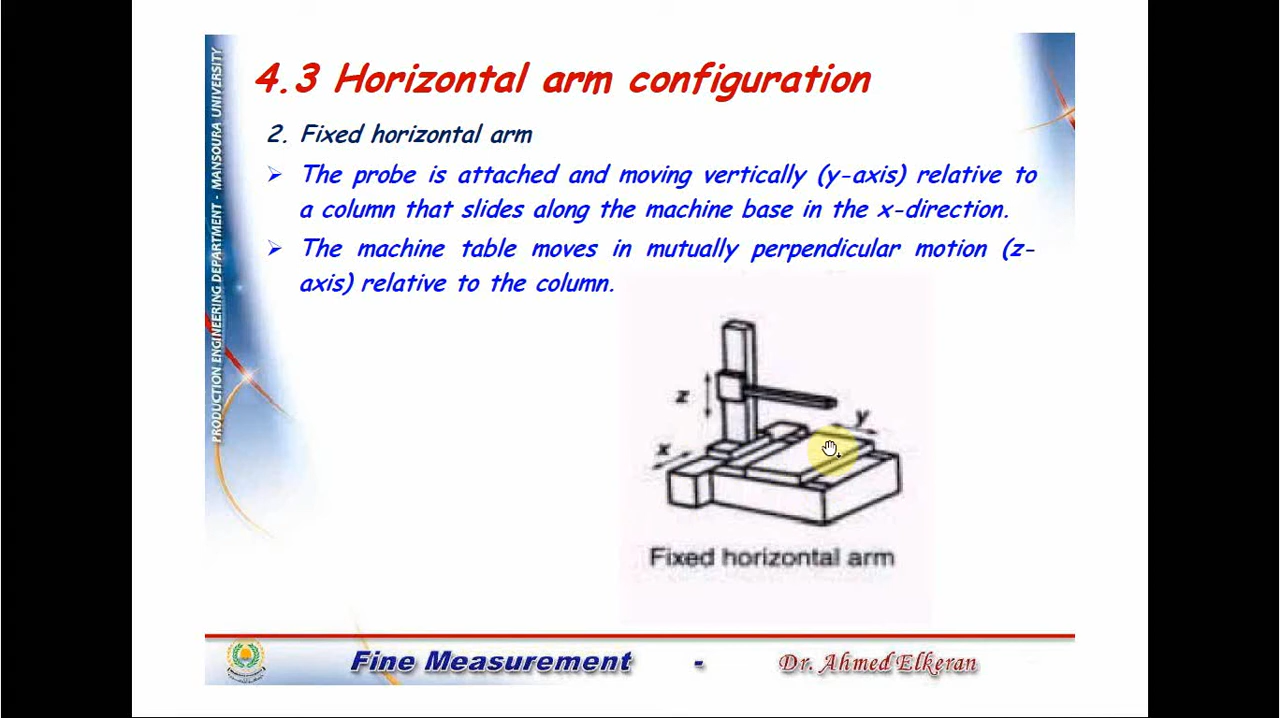 PRODUCTION ENGINEERING DEPARTMENT - MANSOURA UNIVERSITY
4.3 Horizontal arm configuration
2. Fixed horizontal arm
➢ The probe is attached and moving vertically (y-axis) relative to
a column that slides along the machine base in the x-direction.
➢ The machine table moves in mutually perpendicular motion (z-
axis) relative to the column.
z
y
x
Fixed horizontal arm
Fine Measurement - Dr. Ahmed Elkeran